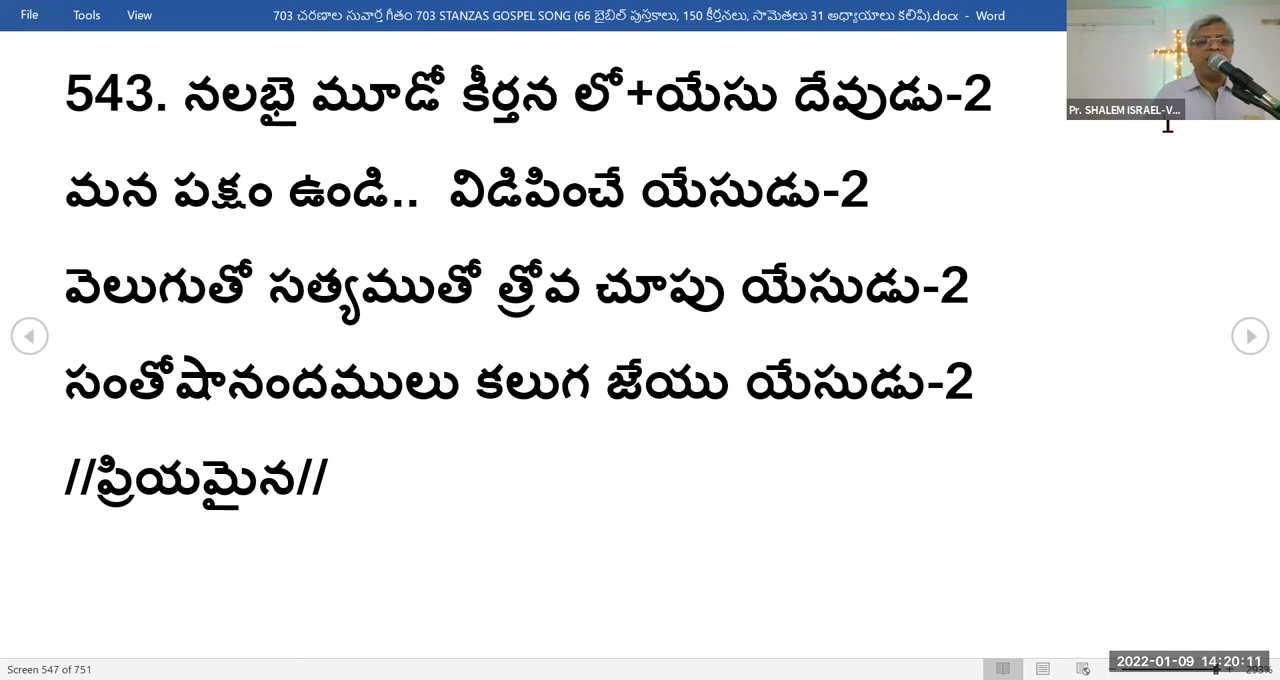 File Tools View 703 చరణాల సువార్త గీతం 703 STANZAS GOSPEL SONG (66 బైబిల్ పుస్తకాలు, 150 కీర్తనలు, సామెతలు 31 అధ్యాయాలు కలిపి).docx - Word
Pr. SHALEM ISRAEL-V...
543. నలభై మూడో కీర్తన లో+యేసు దేవుడు-2
మన పక్షం ఉండి.. విడిపించే యేసుడు-2
వెలుగుతో సత్యముతో త్రోవ చూపు యేసుడు-2
సంతోషానందములు కలుగ జేయు యేసుడు-2
//ప్రియమైన//
Screen 547 of 751
2022-01-09 14:20:11
293%